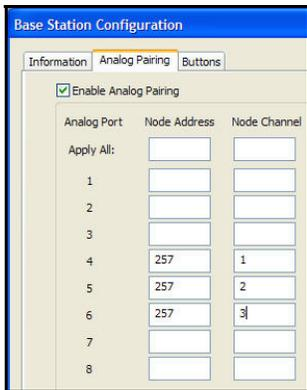 Base Station Configuration
Information Analog Pairing Buttons
Enable Analog Pairing
Analog Port Node Address Node Channel
Apply All:
1
2
3
4 257 1
5 257 2
6 257 3
7
8